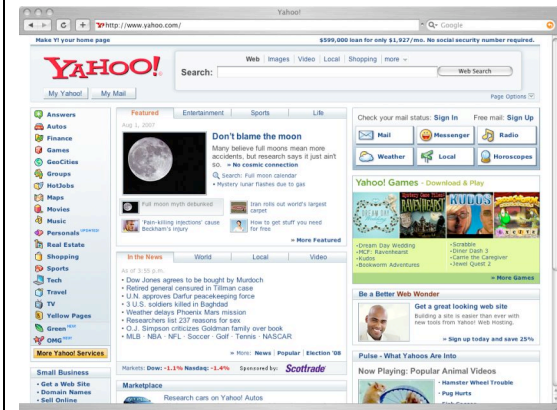 Yahoo!
http://www.yahoo.com/
Google
Make Y! your home page
$599,000 loan for only $1,927/mo. No social security number required.
YAHOO!
Web | Images | Video | Local | Shopping | more
Search:
Web Search
My Yahoo!
My Mail
Page Options
Answers
Autos
Finance
Games
GeoCities
Groups
HotJobs
Maps
Movies
Music
Personals UPDATED
Real Estate
Shopping
Sports
Tech
Travel
TV
Yellow Pages
Green NEW
OMG NEW
More Yahoo! Services
Small Business
• Get a Web Site
• Domain Names
• Sell Online
Featured
Entertainment
Sports
Life
Aug 1, 2007
Don't blame the moon
Many believe full moons mean more
accidents, but research says it just ain't
so. » No cosmic connection
Search: Full moon calendar
• Mystery lunar flashes due to gas
Full moon myth debunked
Iran rolls out world's largest
carpet
'Pain-killing injections' cause
Beckham's injury
How to get stuff you need
for free
» More Featured
In the News
World
Local
Video
As of 3:55 p.m.
• Dow Jones agrees to be bought by Murdoch
• Retired general censured in Tillman case
• U.N. approves Darfur peacekeeping force
• 3 U.S. soldiers killed in Baghdad
• Weather delays Phoenix Mars mission
• Researchers list 237 reasons for sex
• O.J. Simpson criticizes Goldman family over book
• MLB · NBA · NFL · Soccer · Golf · Tennis · NASCAR
» More: News | Popular | Election '08
Markets: Dow: -1.1% Nasdaq: -1.4%
Sponsored by: Scottrade
Marketplace
Research cars on Yahoo! Autos
Check your mail status: Sign In
Free mail: Sign Up
Mail
Messenger
Radio
Weather
Local
Horoscopes
Yahoo! Games - Download & Play
DREAM DAY
RAVENHEARST
KUDOS
SCRABBLE
• Dream Day Wedding
• MCF: Ravenhearst
• Kudos
• Bookworm Adventures
• Scrabble
• Diner Dash 3
• Carrie the Caregiver
• Jewel Quest 2
» More Games
Be a Better Web Wonder
Get a great looking web site
Building a site is easier than ever with
new tools from Yahoo! Web Hosting.
» Sign up today and save 25%
Pulse - What Yahoos Are Into
Now Playing: Popular Animal Videos
• Hamster Wheel Trouble
• Pug Hurts